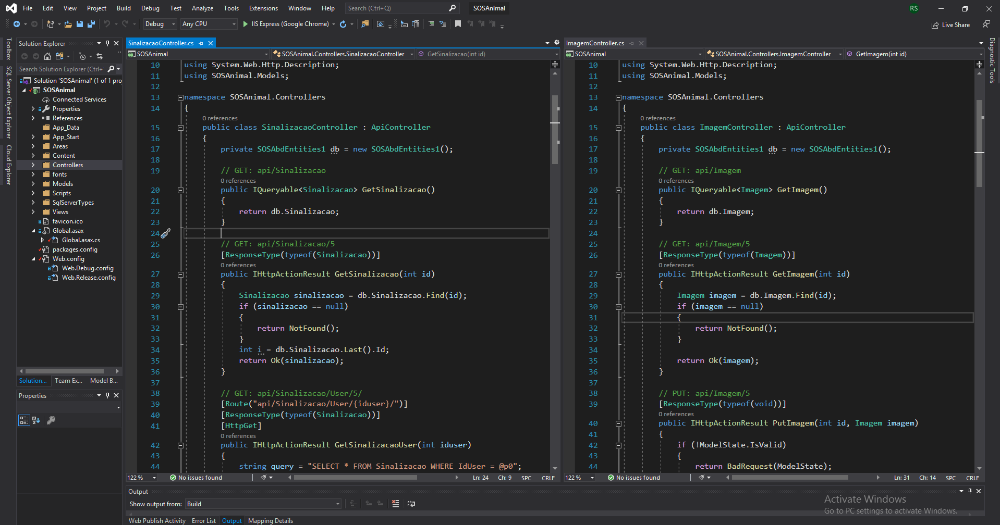 File Edit View Project Build Debug Test Analyze Tools Extensions Window Help Search (Ctrl+Q) SOSAnimal RS
Debug Any CPU IIS Express (Google Chrome) Live Share
Toolbox
SQL Server Object Explorer
Cloud Explorer
Solution Explorer
Search Solution Explorer (Ctrl+
Solution 'SOSAnimal' (1 of 1 proj
SOSAnimal
Connected Services
Properties
References
App_Data
App_Start
Areas
Content
Controllers
fonts
Models
Scripts
SqlServerTypes
Views
favicon.ico
Global.asax
Global.asax.cs
packages.config
Web.config
Web.Debug.config
Web.Release.config
Solution... Team Ex... Model B...
Properties
SinalizacaoController.cs
SOSAnimal SOSAnimal.Controllers.SinalizacaoController GetSinalizacao(int id)
10 using System.Web.Http.Description;
11 using SOSAnimal.Models;
12
13 namespace SOSAnimal.Controllers
14 {
0 references
15 public class SinalizacaoController : ApiController
16 {
17 private SOSAbdEntities1 db = new SOSAbdEntities1();
18
19 // GET: api/Sinalizacao
0 references
20 public IQueryable<Sinalizacao> GetSinalizacao()
21 {
22 return db.Sinalizacao;
23 }
24
25 // GET: api/Sinalizacao/5
26 [ResponseType(typeof(Sinalizacao))]
0 references
27 public IHttpActionResult GetSinalizacao(int id)
28 {
29 Sinalizacao sinalizacao = db.Sinalizacao.Find(id);
30 if (sinalizacao == null)
31 {
32 return NotFound();
33 }
34 int i = db.Sinalizacao.Last().Id;
35 return Ok(sinalizacao);
36 }
37
38 // GET: api/Sinalizacao/User/5/
39 [Route("api/Sinalizacao/User/{iduser}/")]
40 [ResponseType(typeof(Sinalizacao))]
41 [HttpGet]
0 references
42 public IHttpActionResult GetSinalizacaoUser(int iduser)
43 {
44 string query = "SELECT * FROM Sinalizacao WHERE IdUser = @p0";
122 % No issues found Ln: 24 Ch: 9 SPC CRLF
ImagemController.cs
SOSAnimal SOSAnimal.Controllers.ImagemController GetImagem(int id)
10 using System.Web.Http.Description;
11 using SOSAnimal.Models;
12
13 namespace SOSAnimal.Controllers
14 {
0 references
15 public class ImagemController : ApiController
16 {
17 private SOSAbdEntities1 db = new SOSAbdEntities1();
18
19 // GET: api/Imagem
0 references
20 public IQueryable<Imagem> GetImagem()
21 {
22 return db.Imagem;
23 }
24
25 // GET: api/Imagem/5
26 [ResponseType(typeof(Imagem))]
0 references
27 public IHttpActionResult GetImagem(int id)
28 {
29 Imagem imagem = db.Imagem.Find(id);
30 if (imagem == null)
31 {
32 return NotFound();
33 }
34
35 return Ok(imagem);
36 }
37
38 // PUT: api/Imagem/5
39 [ResponseType(typeof(void))]
0 references
40 public IHttpActionResult PutImagem(int id, Imagem imagem)
41 {
42 if (!ModelState.IsValid)
43 {
44 return BadRequest(ModelState);
122 % No issues found Ln: 31 Ch: 14 SPC CRLF
Diagnostic Tools
Output
Show output from: Build
Web Publish Activity Error List Output Mapping Details
Activate Windows
Go to PC settings to activate Windows.